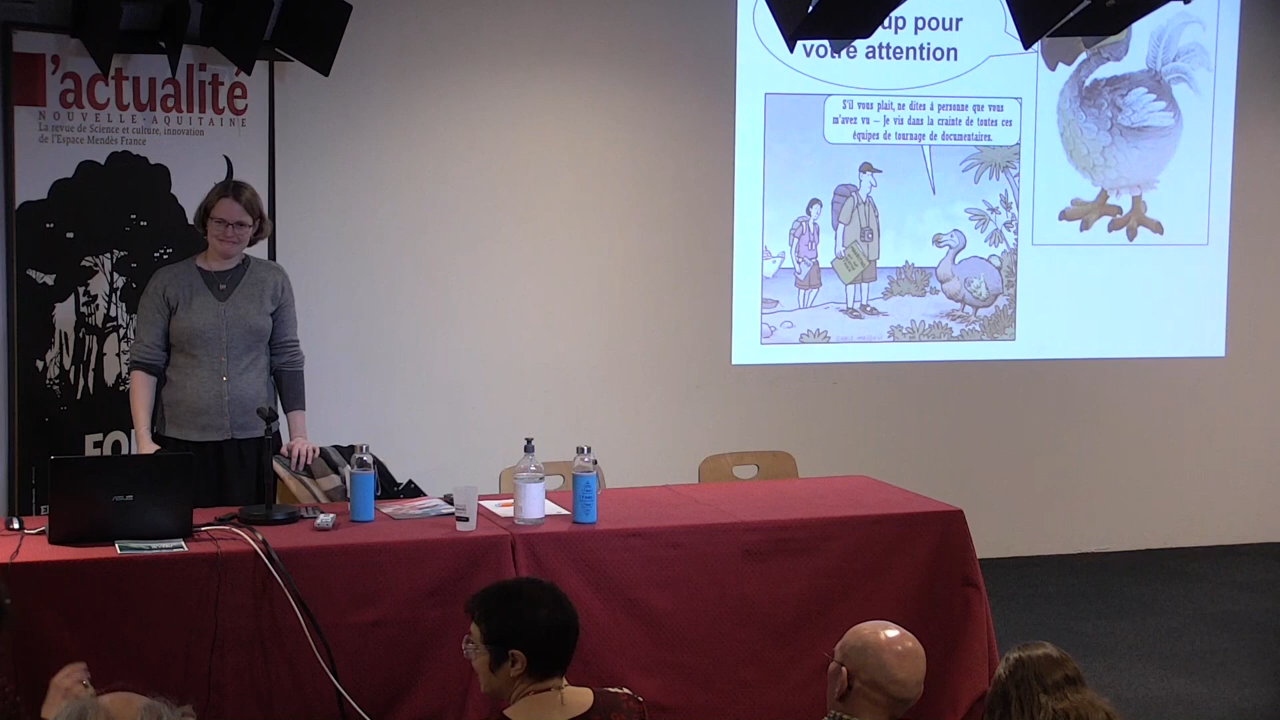 l'actualité
NOUVELLE-AQUITAINE
La revue de Science et culture, innovation
de l'Espace Mendès France
up pour
votre attention
S'il vous plait, ne dites à personne que vous
m'avez vu – Je vis dans la crainte de toutes ces
équipes de tournage de documentaires.
ASUS